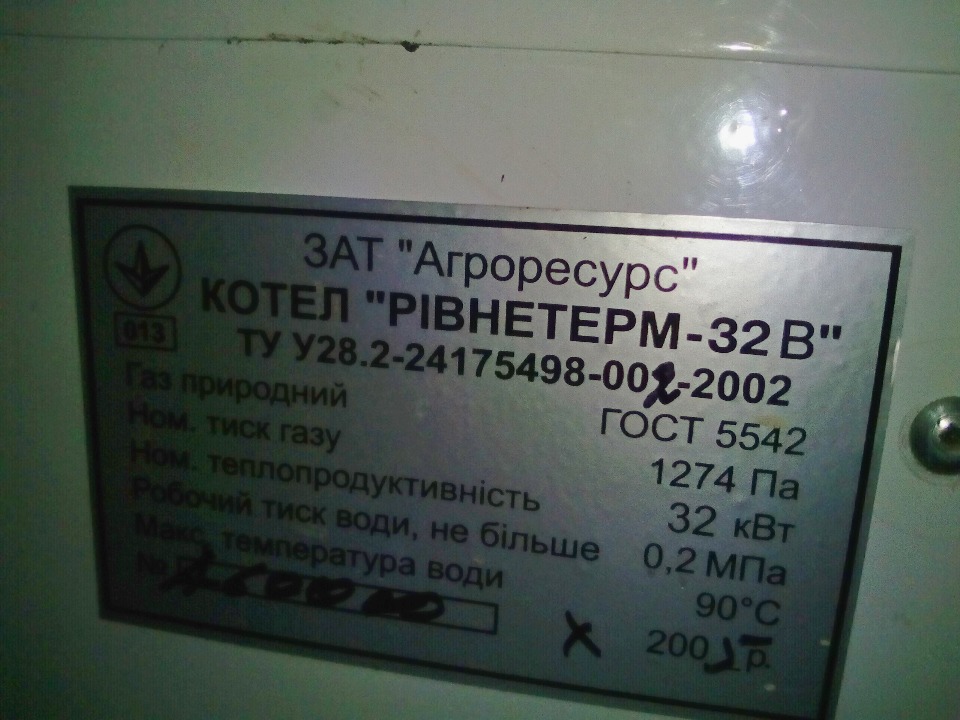 ЗАТ "Агроресурс"
КОТЕЛ "РІВНЕТЕРМ-32 В"
013
ТУ У28.2-24175498-002-2002
Газ природний ГОСТ 5542
Ном. тиск газу 1274 Па
Ном. теплопродуктивність 32 кВт
Робочий тиск води, не більше 0,2 МПа
Макс. температура води 90°С
№ X р.